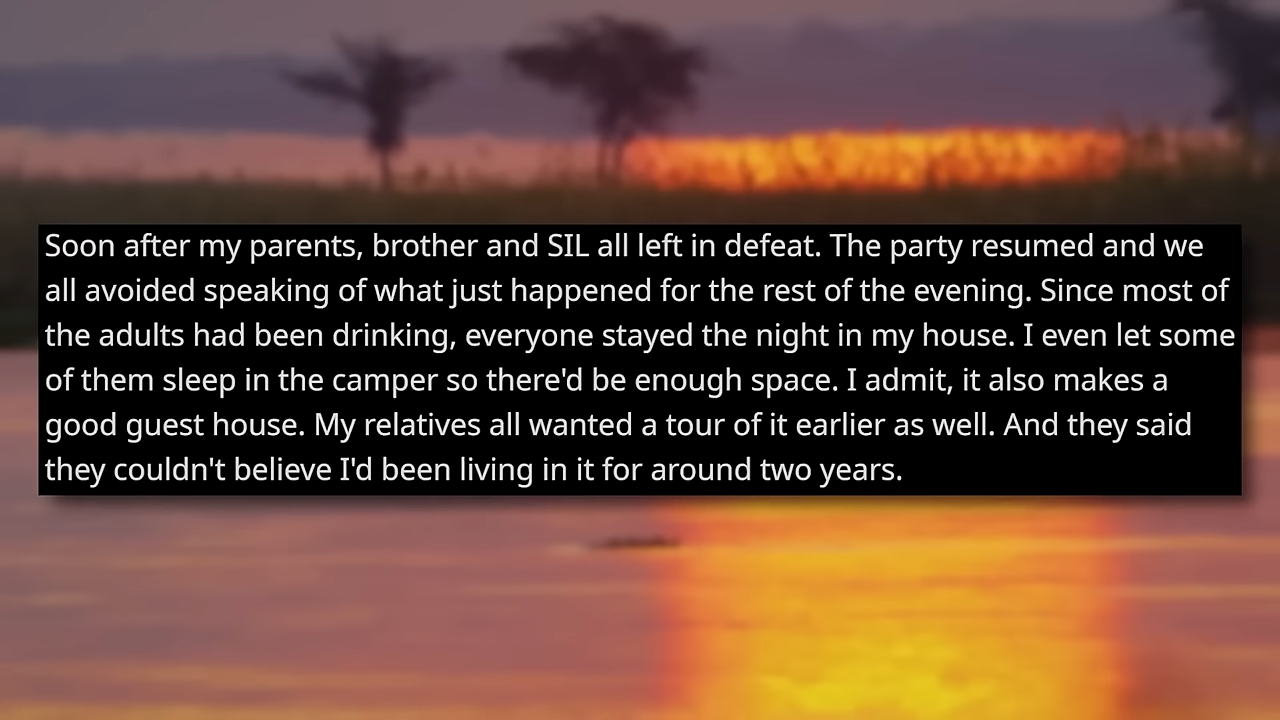 Soon after my parents, brother and SIL all left in defeat. The party resumed and we
all avoided speaking of what just happened for the rest of the evening. Since most of
the adults had been drinking, everyone stayed the night in my house. I even let some
of them sleep in the camper so there'd be enough space. I admit, it also makes a
good guest house. My relatives all wanted a tour of it earlier as well. And they said
they couldn't believe I'd been living in it for around two years.